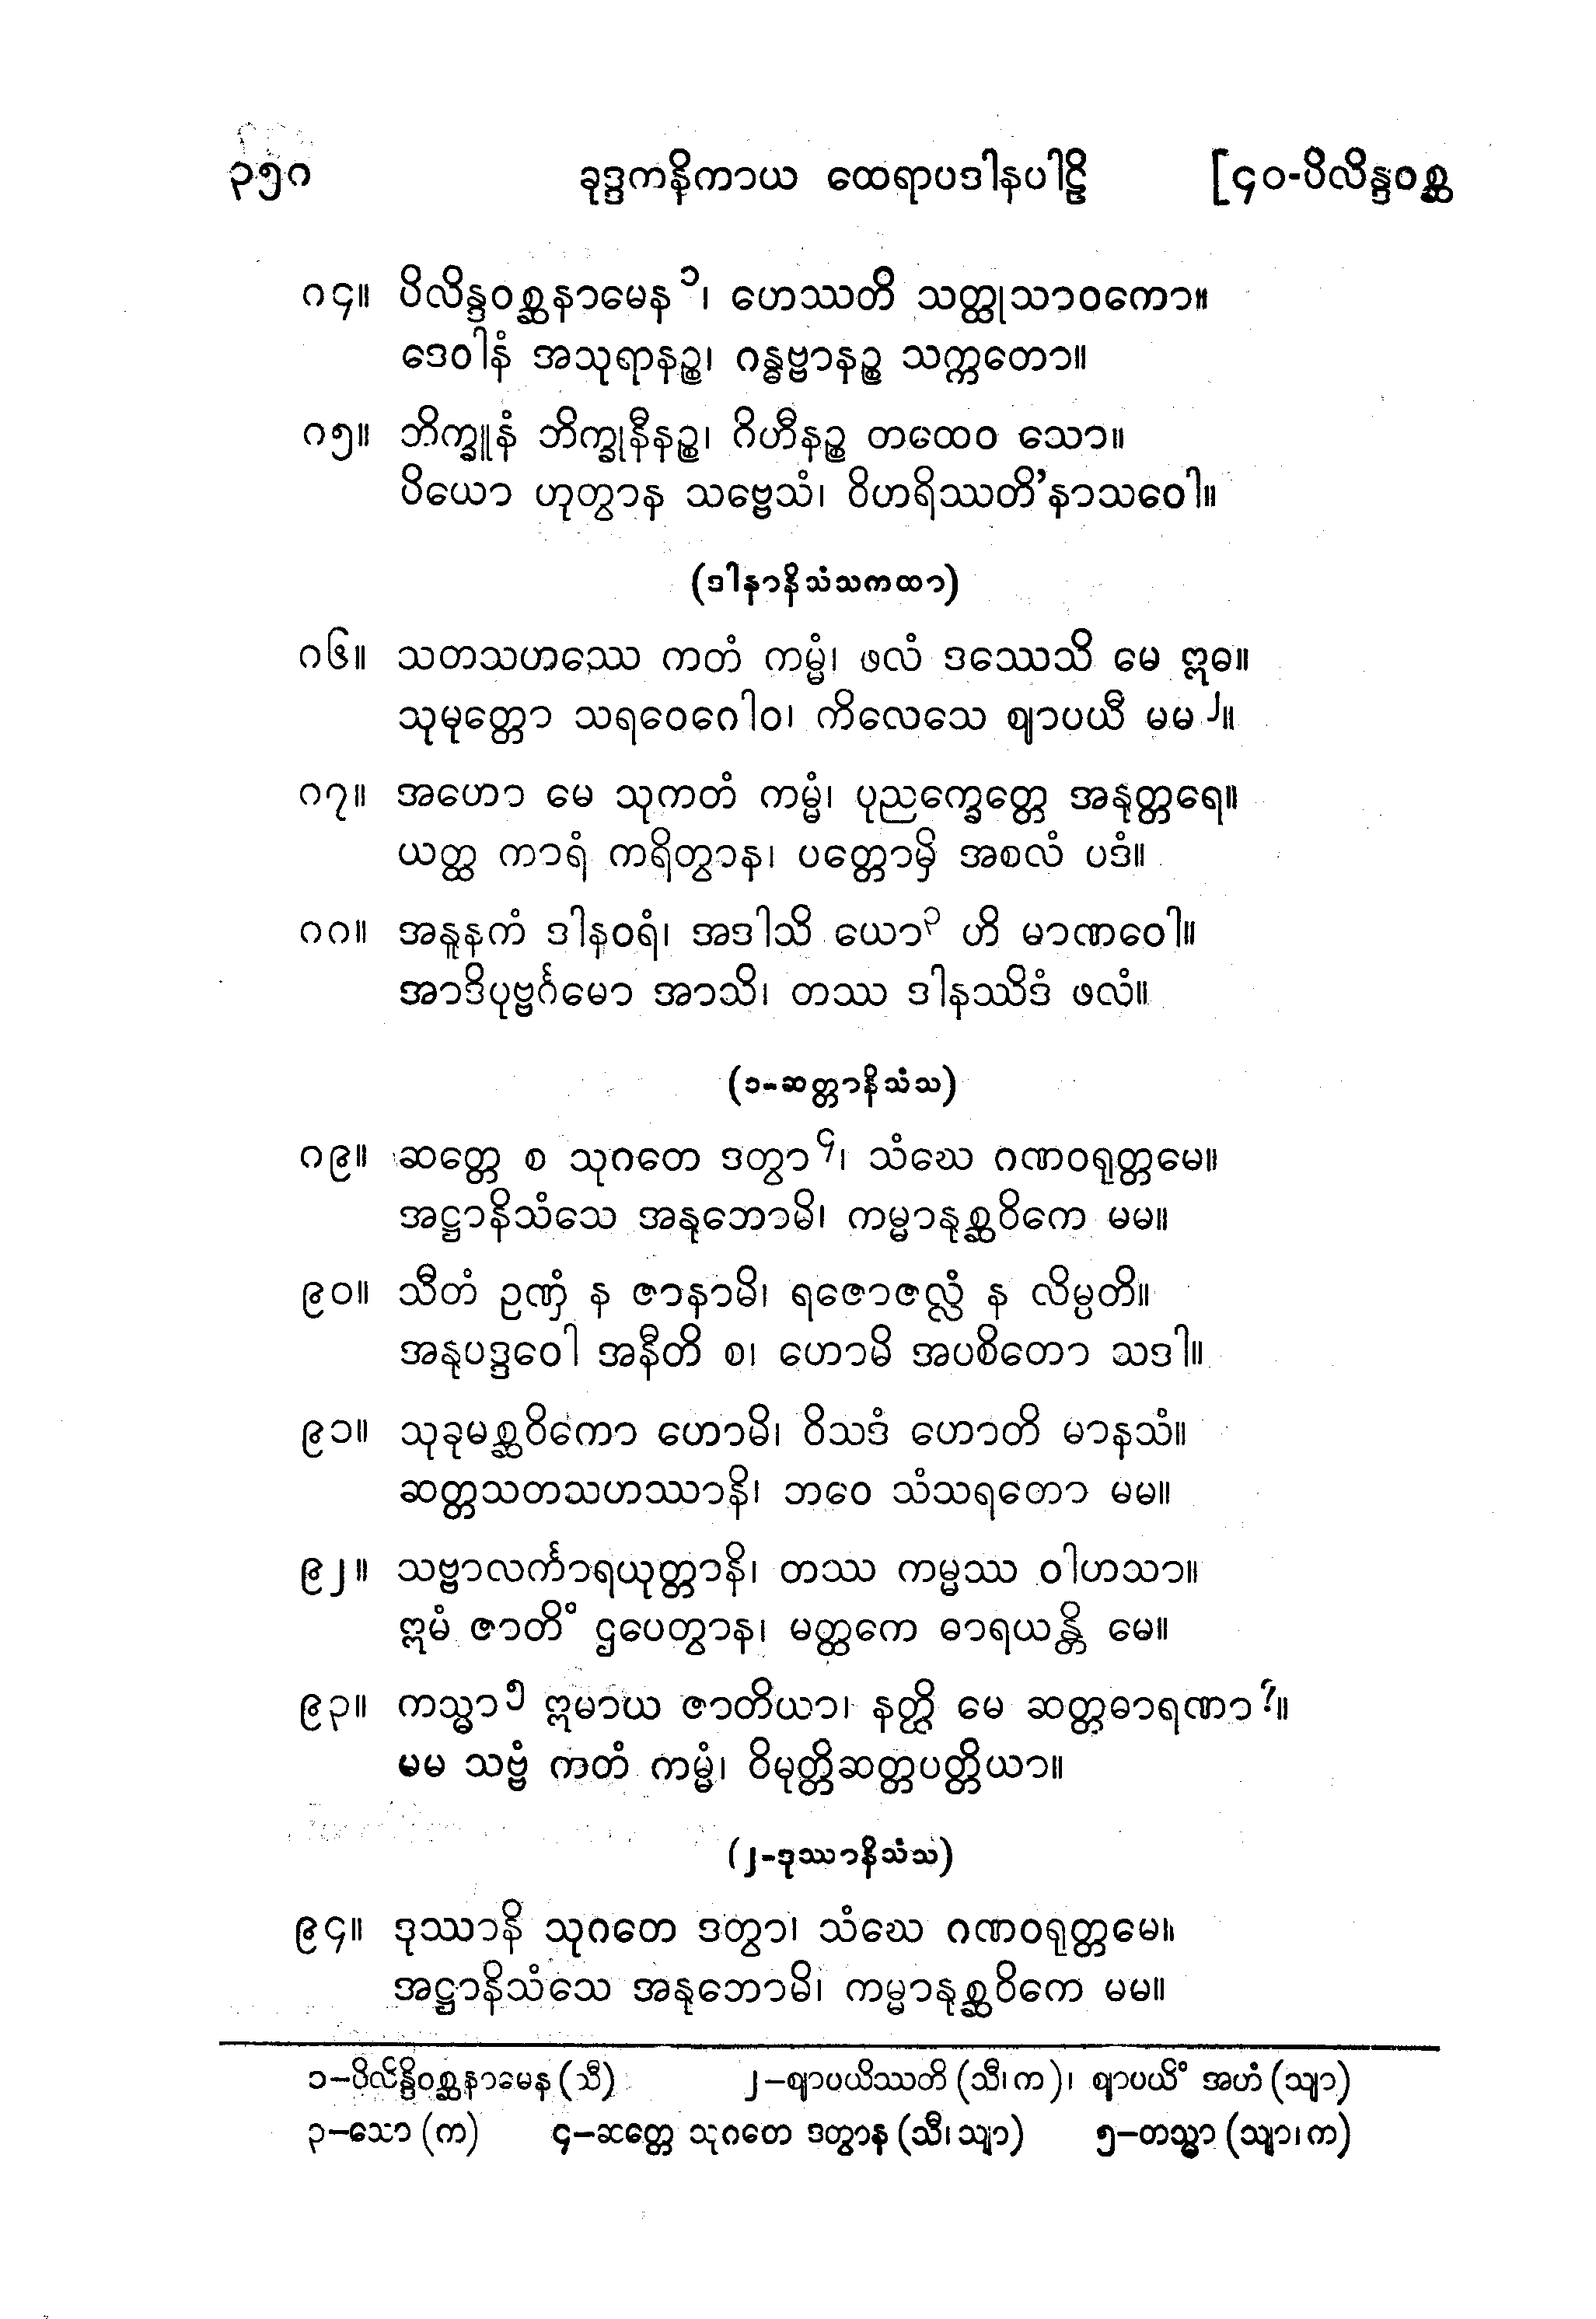 ၃၅ဂ ခုဒ္ဒကနိကာယ ထေရာပဒါနပါဠိ [၄၀-ပိလိန္ဒဝစ္ဆ
ဂ၄။ ပိလိန္ဒဝစ္ဆနာမေန၁၊ ဟေဿတိ သတ္ထုသာဝကော။
ဒေဝါနံ အသုရာနဉ္စ၊ ဂန္ဓဗ္ဗာနဉ္စ သက္ကတော။
ဂ၅။ ဘိက္ခူနံ ဘိက္ခုနီနဉ္စ၊ ဂိဟီနဉ္စ တထေဝ သော။
ပိယော ဟုတွာန သဗ္ဗေသံ၊ ဝိဟရိဿတိ’နာသဝေါ။
(ဒါနာနိသံသကထာ)
ဂ၆။ သတသဟဿေ ကတံ ကမ္မံ၊ ဖလံ ဒဿေသိ မေ ဣဓ။
သုမုတ္တော သရဝေဂေါဝ၊ ကိလေသေ ဈာပယီ မမ၂။
ဂ၇။ အဟော မေ သုကတံ ကမ္မံ၊ ပုညက္ခေတ္တေ အနုတ္တရေ။
ယတ္ထ ကာရံ ကရိတွာန၊ ပတ္တောမှိ အစလံ ပဒံ။
ဂဂ။ အနူနကံ ဒါနဝရံ၊ အဒါသိ ယော၃ ဟိ မာဏဝေါ။
အာဒိပုဗ္ဗင်္ဂမော အာသိ၊ တဿ ဒါနဿိဒံ ဖလံ။
(၁-ဆတ္တာနိသံသ)
ဂ၉။ ဆတ္တေ စ သုဂတေ ဒတွာ၄၊ သံဃေ ဂဏဝရုတ္တမေ။
အဋ္ဌာနိသံသေ အနုဘောမိ၊ ကမ္မာနုစ္ဆဝိကေ မမ။
၉၀။ သီတံ ဥဏှံ န ဇာနာမိ၊ ရဇောဇလ္လံ န လိမ္ပတိ။
အနုပဒ္ဒဝေါ အနီတိ စ၊ ဟောမိ အပစိတော သဒါ။
၉၁။ သုခုမစ္ဆဝိကော ဟောမိ၊ ဝိသဒံ ဟောတိ မာနသံ။
ဆတ္တသတသဟဿာနိ၊ ဘဝေ သံသရတော မမ။
၉၂။ သဗ္ဗာလင်္ကာရယုတ္တာနိ၊ တဿ ကမ္မဿ ဝါဟသာ။
ဣမံ ဇာတိံ ဌပေတွာန၊ မတ္ထကေ ဓာရယန္တိ မေ။
၉၃။ ကသ္မာ၅ ဣမာယ ဇာတိယာ၊ နတ္ထိ မေ ဆတ္တဓာရဏာ?။
မမ သဗ္ဗံ ကတံ ကမ္မံ၊ ဝိမုတ္တိဆတ္တပတ္တိယာ။
(၂-ဒုဿာနိသံသ)
၉၄။ ဒုဿာနိ သုဂတေ ဒတွာ၊ သံဃေ ဂဏဝရုတ္တမေ။
အဋ္ဌာနိသံသေ အနုဘောမိ၊ ကမ္မာနုစ္ဆဝိကေ မမ။
၁–ပိလိန္ဒိဝစ္ဆနာမေန (သီ) ၂–ဈာပယိဿတိ (သီ၊ က)၊ ဈာပယိံ အဟံ (သျာ)
၃–သော (က) ၄–ဆတ္တေ သုဂတေ ဒတွာန (သီ၊ သျာ) ၅–တသ္မာ (သျာ၊ က)